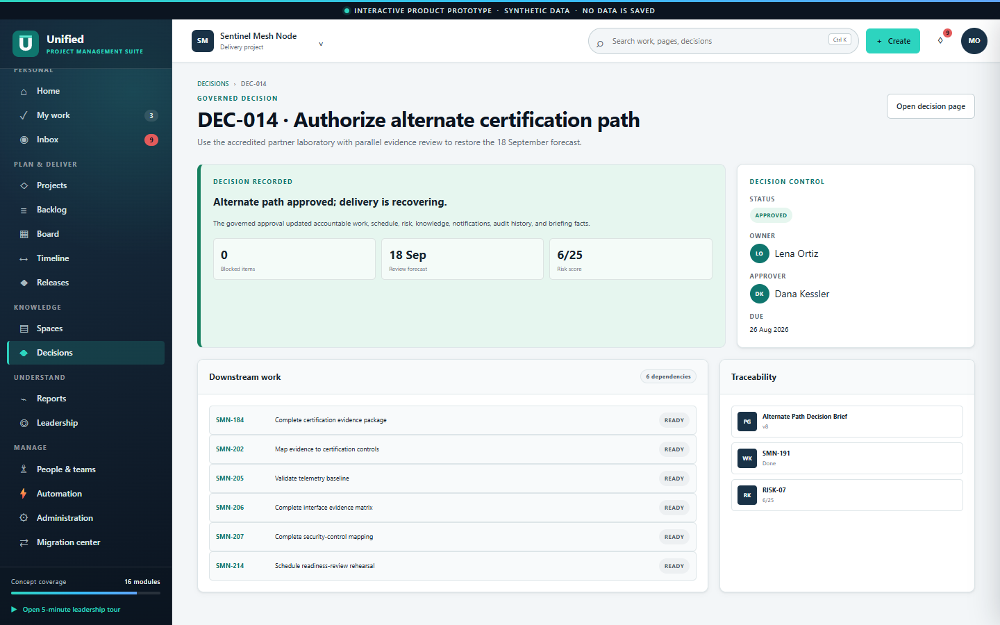 INTERACTIVE PRODUCT PROTOTYPE · SYNTHETIC DATA · NO DATA IS SAVED
Unified
PROJECT MANAGEMENT SUITE
PERSONAL
Home
My work 3
Inbox 9
PLAN & DELIVER
Projects
Backlog
Board
Timeline
Releases
KNOWLEDGE
Spaces
Decisions
UNDERSTAND
Reports
Leadership
MANAGE
People & teams
Automation
Administration
Migration center
Concept coverage 16 modules
Open 5-minute leadership tour
SM
Sentinel Mesh Node
Delivery project
Search work, pages, decisions
Ctrl K
+ Create
9
MO
DECISIONS › DEC-014
GOVERNED DECISION
DEC-014 · Authorize alternate certification path
Use the accredited partner laboratory with parallel evidence review to restore the 18 September forecast.
Open decision page
DECISION RECORDED
Alternate path approved; delivery is recovering.
The governed approval updated accountable work, schedule, risk, knowledge, notifications, audit history, and briefing facts.
0
Blocked items
18 Sep
Review forecast
6/25
Risk score
DECISION CONTROL
STATUS
APPROVED
OWNER
LO Lena Ortiz
APPROVER
DK Dana Kessler
DUE
26 Aug 2026
Downstream work 6 dependencies
SMN-184 Complete certification evidence package READY
SMN-202 Map evidence to certification controls READY
SMN-205 Validate telemetry baseline READY
SMN-206 Complete interface evidence matrix READY
SMN-207 Complete security-control mapping READY
SMN-214 Schedule readiness-review rehearsal READY
Traceability
PG
Alternate Path Decision Brief
v8
WK
SMN-191
Done
RK
RISK-07
6/25